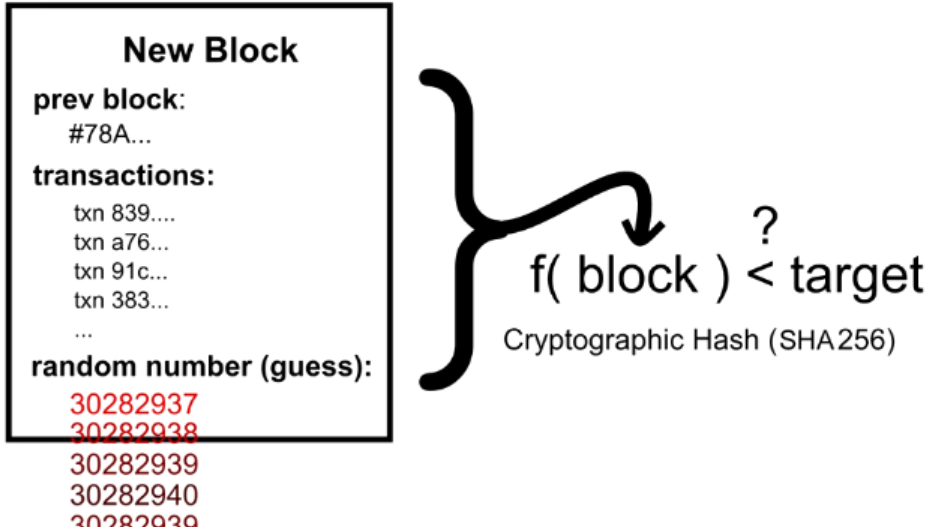 New Block
prev block:
#78A...
transactions:
txn 839....
txn a76...
txn 91c...
txn 383...
...
random number (guess):
30282937
30282938
30282939
30282940
30282939
?
f( block ) < target
Cryptographic Hash (SHA256)